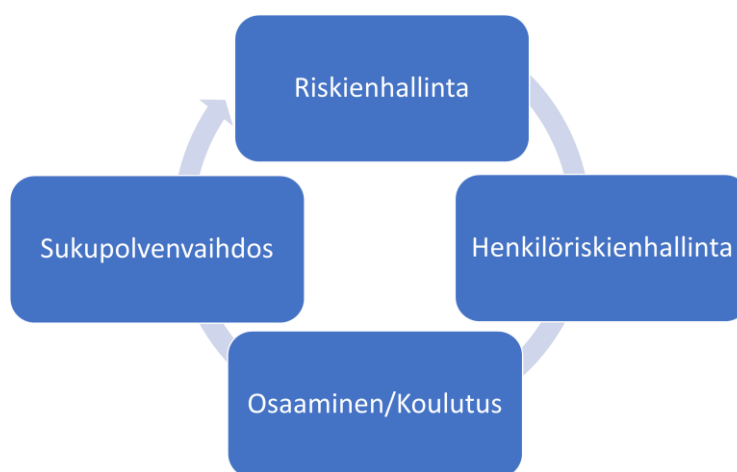 Riskienhallinta
Henkilöriskienhallinta
Osaaminen/Koulutus
Sukupolvenvaihdos